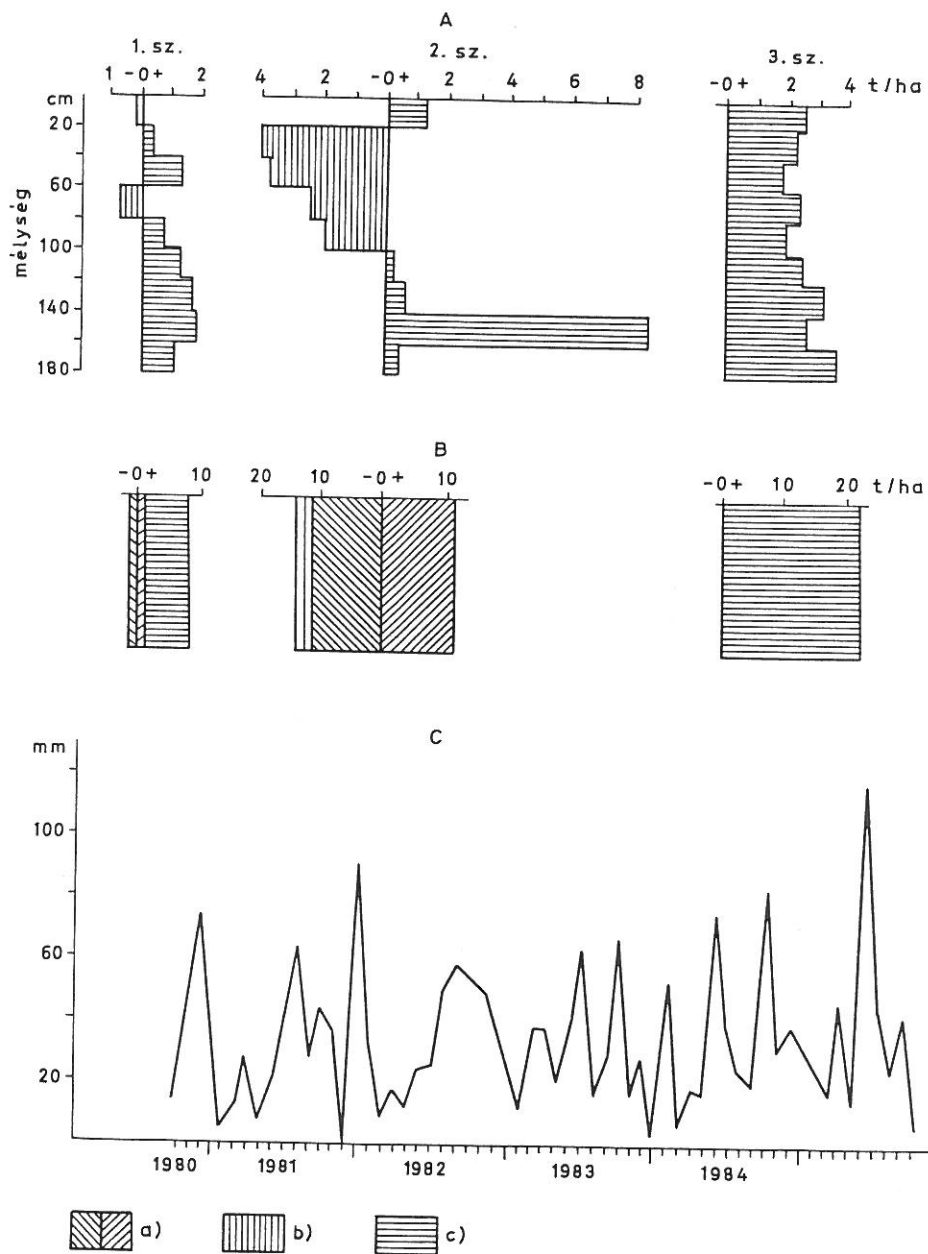 A
1. sz. 2. sz. 3. sz.
1 -0+ 2 4 2 -0+ 2 4 6 8 -0+ 2 4 t/ha
cm
20
60
100
140
180
mélység
B
-0+ 10 20 10 -0+ 10 -0+ 10 20 t/ha
C
mm
100
60
20
1980 1981 1982 1983 1984
a) b) c)